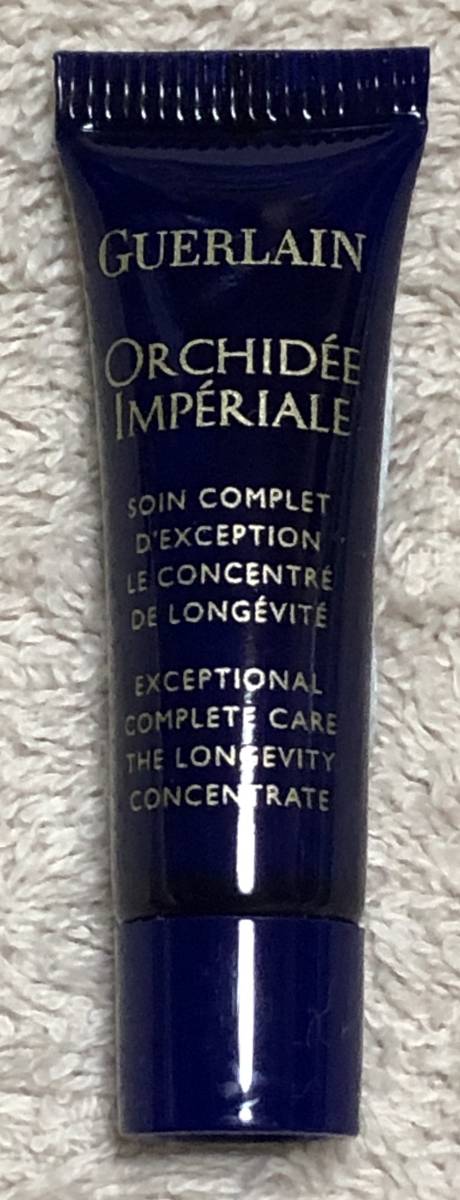 GUERLAIN
ORCHIDÉE
IMPÉRIALE
SOIN COMPLET
D'EXCEPTION
LE CONCENTRÉ
DE LONGÉVITÉ
EXCEPTIONAL
COMPLETE CARE
THE LONGEVITY
CONCENTRATE